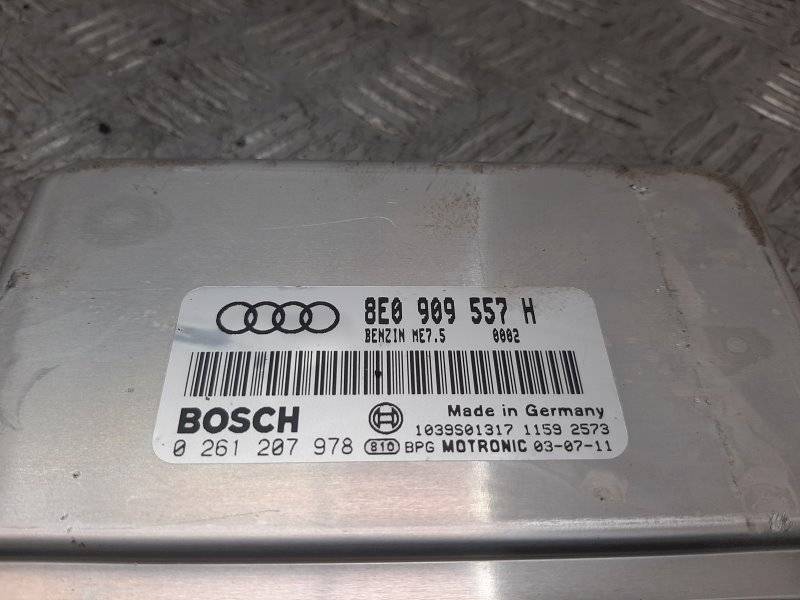 8E0 909 557 H
BENZIN ME7.5 0002
BOSCH Made in Germany
1039S01317 1159 2573
0 261 207 978 810 BPG MOTRONIC 03-07-11